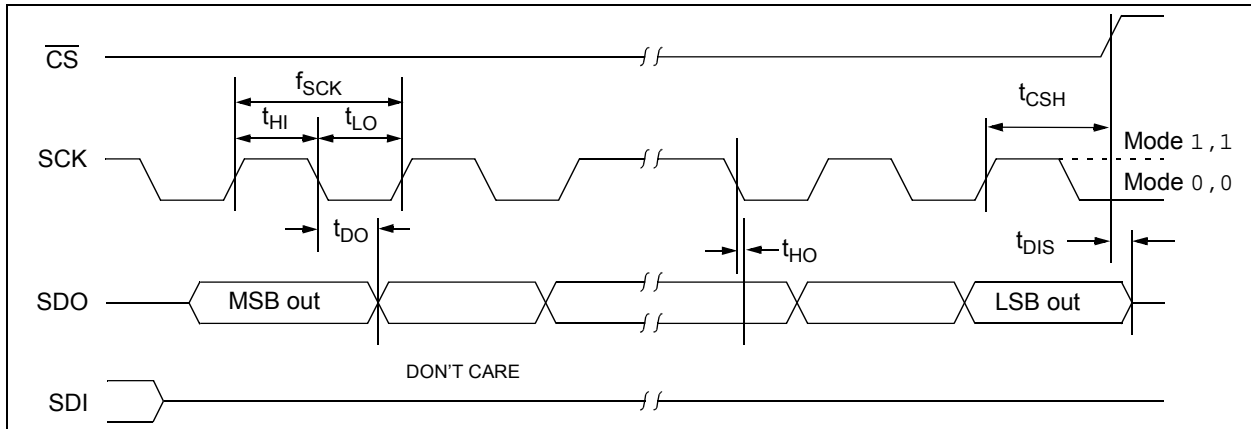 CS
fSCK
tHI
tLO
tCSH
SCK
Mode 1,1
Mode 0,0
tDO
tHO
tDIS
SDO
MSB out
LSB out
DON'T CARE
SDI